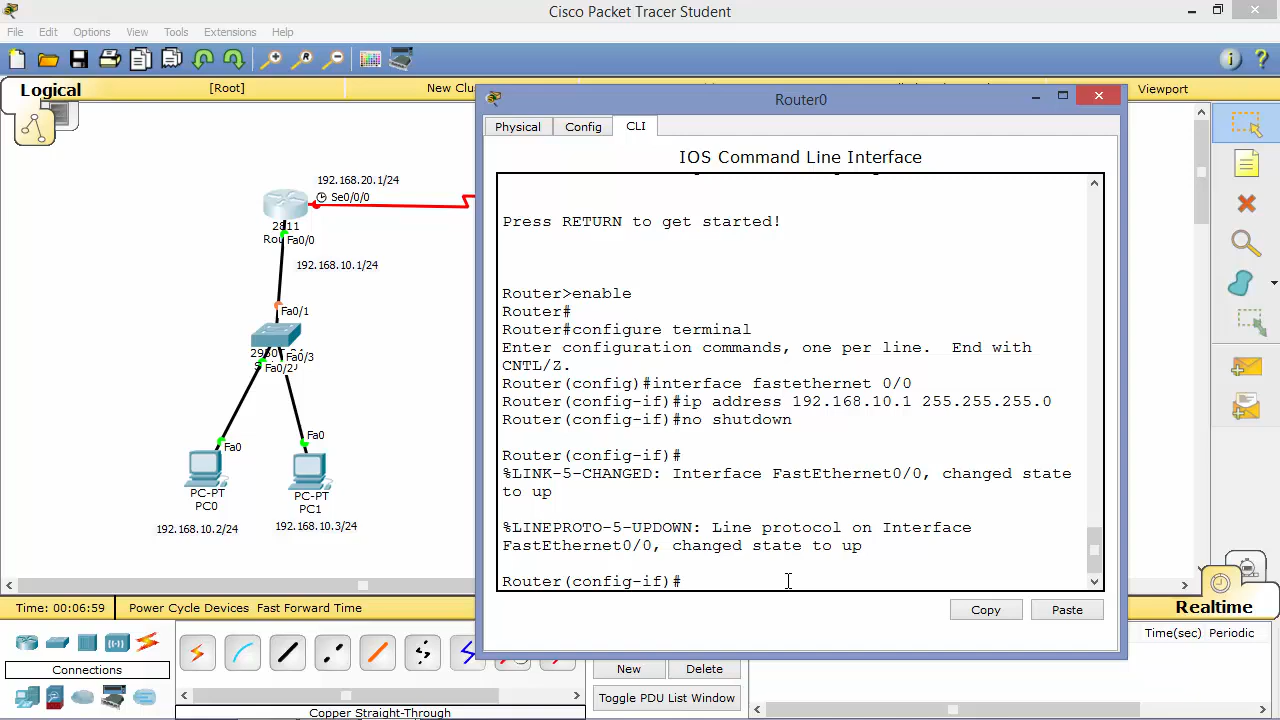 Cisco Packet Tracer Student
File Edit Options View Tools Extensions Help
Logical
[Root]
New Clu
Viewport
Router0
Physical Config CLI
IOS Command Line Interface
Press RETURN to get started!
Router>enable
Router#
Router#configure terminal
Enter configuration commands, one per line.  End with
CNTL/Z.
Router(config)#interface fastethernet 0/0
Router(config-if)#ip address 192.168.10.1 255.255.255.0
Router(config-if)#no shutdown
Router(config-if)#
%LINK-5-CHANGED: Interface FastEthernet0/0, changed state
to up
%LINEPROTO-5-UPDOWN: Line protocol on Interface
FastEthernet0/0, changed state to up
Router(config-if)#
Copy Paste
192.168.20.1/24
Se0/0/0
2811
Rou Fa0/0
192.168.10.1/24
Fa0/1
Fa0/3
Fa0/2
Fa0
Fa0
PC-PT
PC0
PC-PT
PC1
192.168.10.2/24
192.168.10.3/24
Time: 00:06:59 Power Cycle Devices Fast Forward Time
Realtime
Connections
Copper Straight-Through
New Delete
Toggle PDU List Window
Time(sec) Periodic